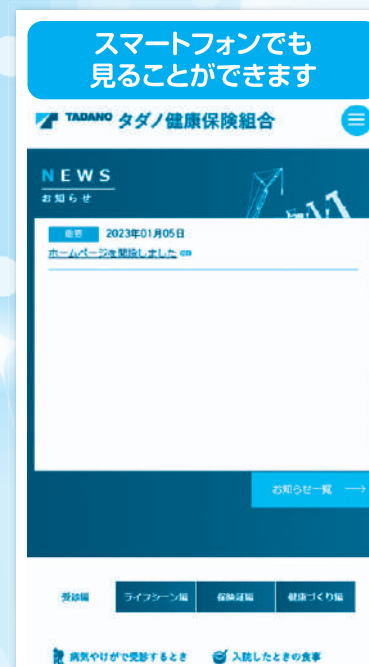 スマートフォンでも
見ることができます
TADANO タダノ健康保険組合
NEWS
お知らせ
重要 2023年01月05日
ホームページを開設しました
お知らせ一覧 →
受診編 ライフシーン編 保険証編 健康づくり編
病気やけがで受診するとき 入院したときの食事